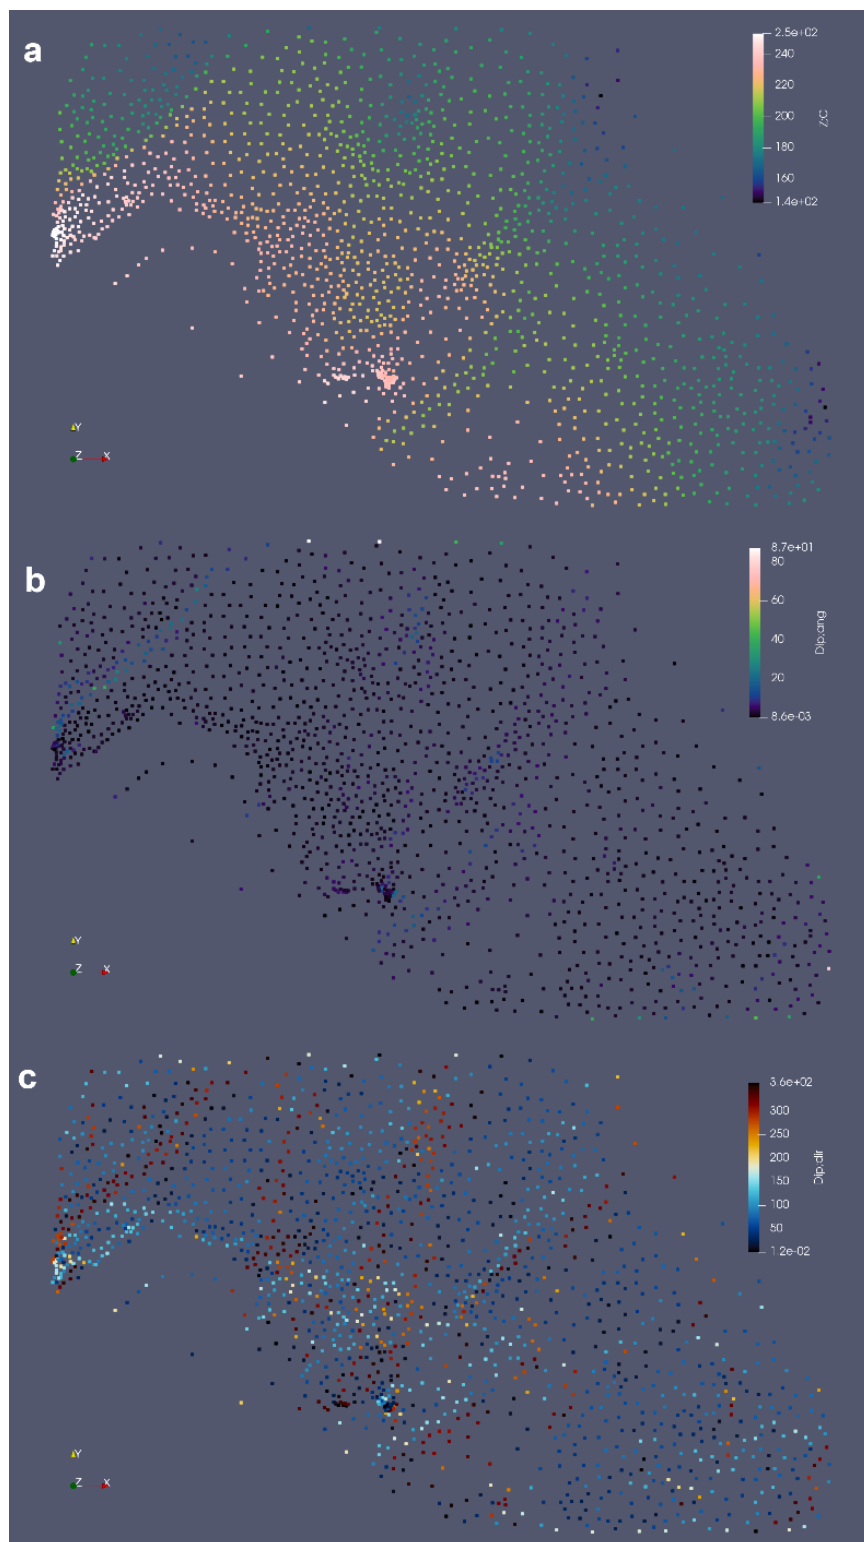 a
2.5e+02
240
220
200
180
160
1.4e+02
Z:C
Y
Z X
b
8.7e+01
80
60
40
20
8.6e-03
Dip:ang
Y
Z X
c
3.6e+02
300
250
200
150
100
50
1.2e-02
Dip:dir
Y
Z X